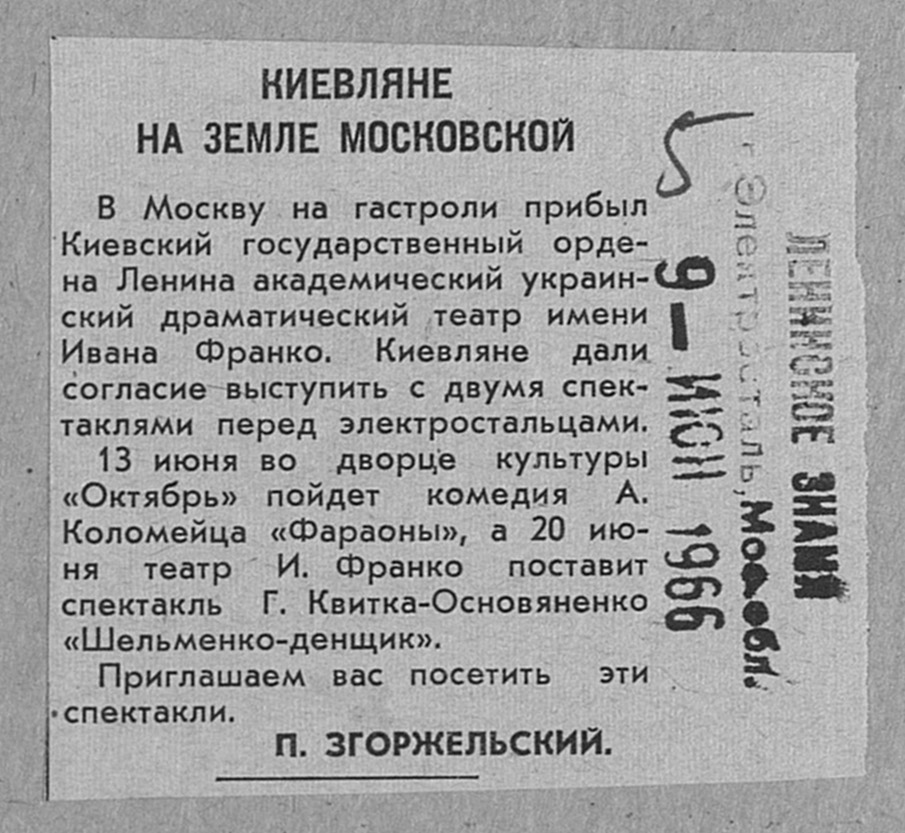 КИЕВЛЯНЕ
НА ЗЕМЛЕ МОСКОВСКОЙ
В Москву на гастроли прибыл
Киевский государственный орде-
на Ленина академический украин-
ский драматический театр имени
Ивана Франко. Киевляне дали
согласие выступить с двумя спек-
таклями перед электростальцами.
13 июня во дворце культуры
«Октябрь» пойдет комедия А.
Коломейца «Фараоны», а 20 ию-
ня театр И. Франко поставит
спектакль Г. Квитка-Основяненко
«Шельменко-денщик».
Приглашаем вас посетить эти
спектакли.
П. ЗГОРЖЕЛЬСКИЙ.
ЛЕНИНСКОЕ ЗНАМЯ
г. Электросталь, Моск. обл.
9 – ИЮН 1966